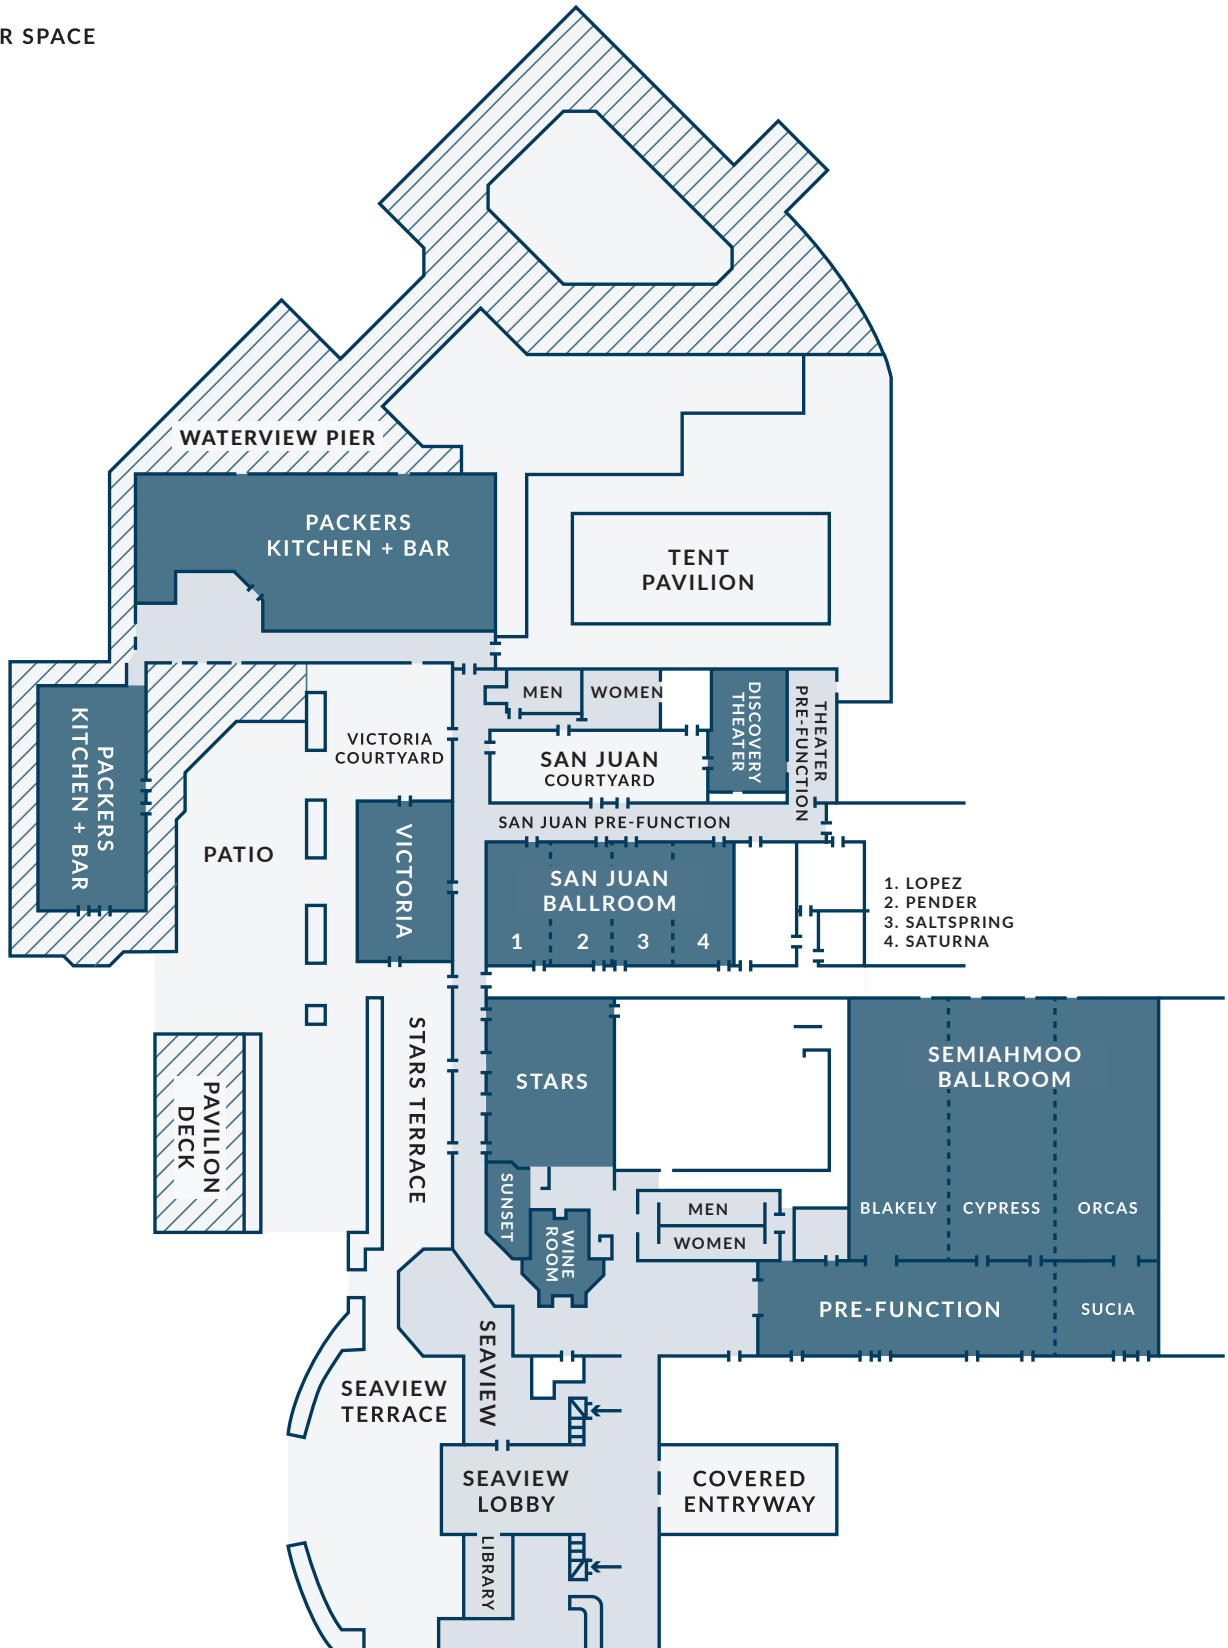 R SPACE
WATERVIEW PIER
PACKERS
KITCHEN + BAR
TENT
PAVILION
MEN
WOMEN
DISCOVERY
THEATER
THEATER
PRE-FUNCTION
PACKERS
KITCHEN + BAR
VICTORIA
COURTYARD
SAN JUAN
COURTYARD
SAN JUAN PRE-FUNCTION
PATIO
VICTORIA
SAN JUAN
BALLROOM
1
2
3
4
1. LOPEZ
2. PENDER
3. SALTSPRING
4. SATURNA
STARS TERRACE
STARS
SEMIAHMOO
BALLROOM
PAVILION
DECK
SUNSET
WINE
ROOM
MEN
WOMEN
BLAKELY
CYPRESS
ORCAS
PRE-FUNCTION
SUCIA
SEAVIEW
SEAVIEW
TERRACE
SEAVIEW
LOBBY
COVERED
ENTRYWAY
LIBRARY